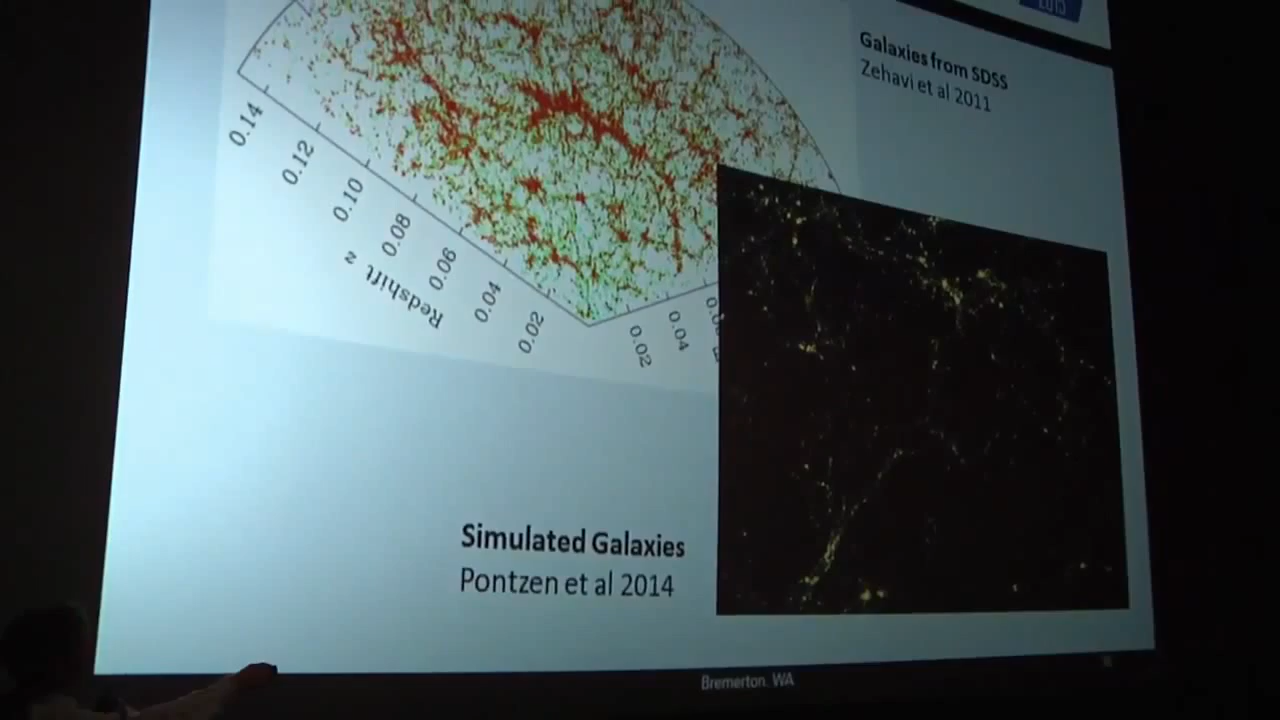 2015
Galaxies from SDSS
Zehavi et al 2011
0.14
0.12
0.10
0.08
0.06
0.04
0.02
Redshift z
0.02
0.04
Simulated Galaxies
Pontzen et al 2014
Bremerton, WA